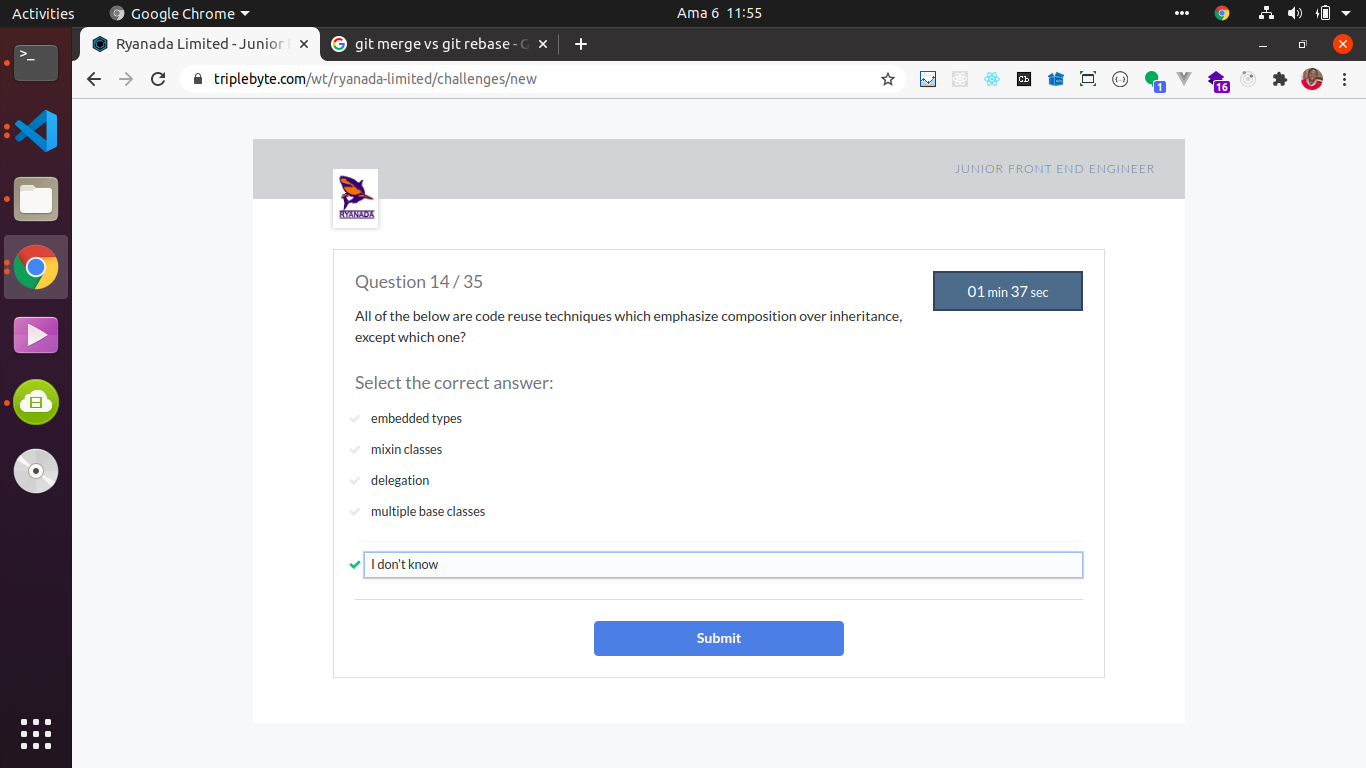 Activities
Google Chrome
Ama 6 11:55
Ryanada Limited - Junior
git merge vs git rebase -
triplebyte.com/wt/ryanada-limited/challenges/new
1
16
JUNIOR FRONT END ENGINEER
RYANADA
Question 14 / 35
01 min 37 sec
All of the below are code reuse techniques which emphasize composition over inheritance,
except which one?
Select the correct answer:
embedded types
mixin classes
delegation
multiple base classes
I don't know
Submit